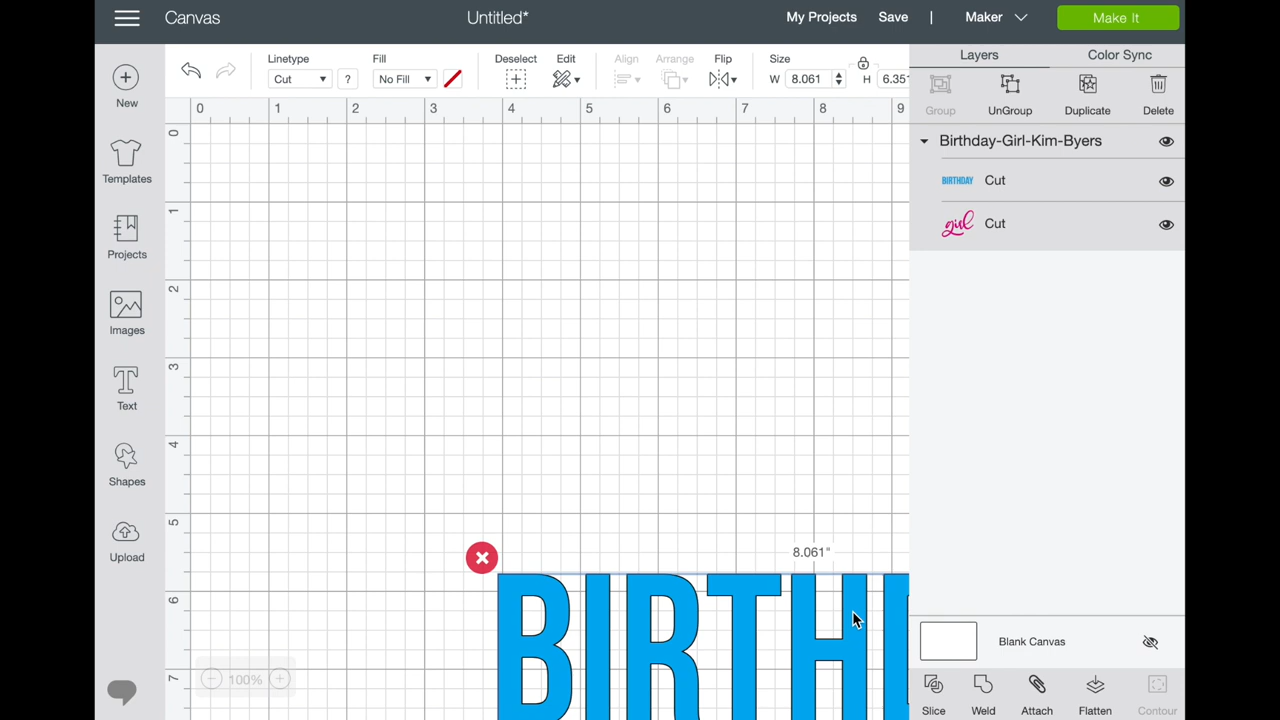 Canvas
Untitled*
My Projects
Save
|
Maker
Make It
New
Templates
Projects
Images
Text
Shapes
Upload
Linetype
Cut
?
Fill
No Fill
Deselect
Edit
Align
Arrange
Flip
Size
W 8.061
H 6.35
0 1 2 3 4 5 6 7 8 9
0
1
2
3
4
5
6
7
8.061"
BIRTH
100%
Layers
Color Sync
Group
UnGroup
Duplicate
Delete
Birthday-Girl-Kim-Byers
BIRTHDAY Cut
girl Cut
Blank Canvas
Slice
Weld
Attach
Flatten
Contour